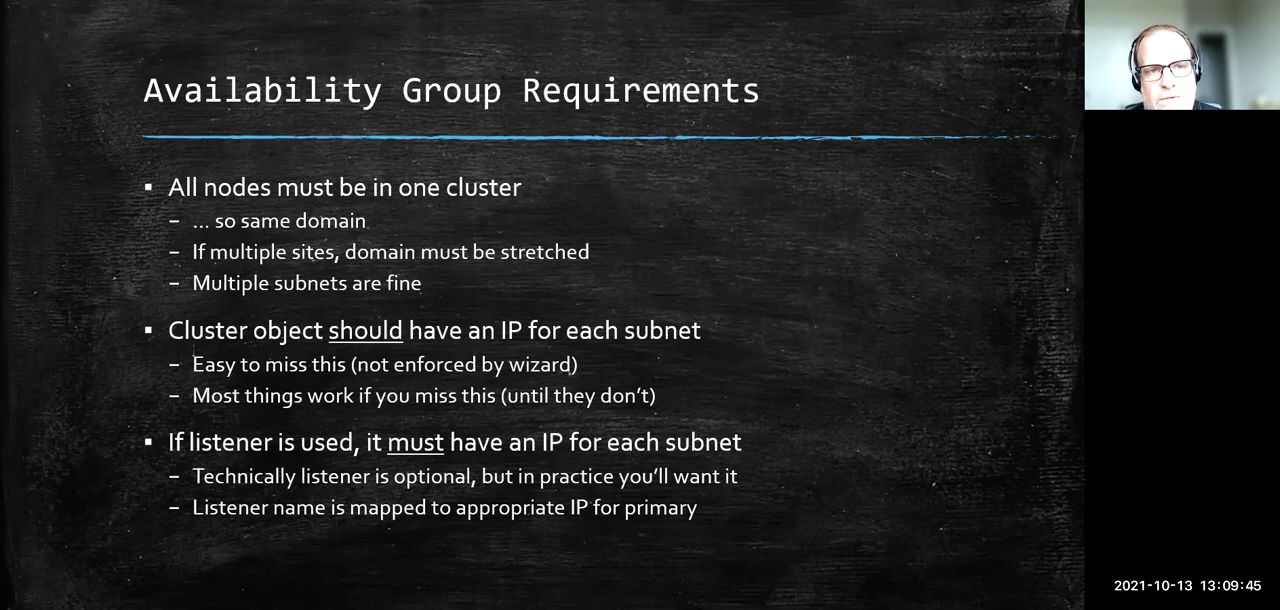 Availability Group Requirements
▪ All nodes must be in one cluster
– ... so same domain
– If multiple sites, domain must be stretched
– Multiple subnets are fine
▪ Cluster object should have an IP for each subnet
– Easy to miss this (not enforced by wizard)
– Most things work if you miss this (until they don’t)
▪ If listener is used, it must have an IP for each subnet
– Technically listener is optional, but in practice you’ll want it
– Listener name is mapped to appropriate IP for primary
2021-10-13 13:09:45